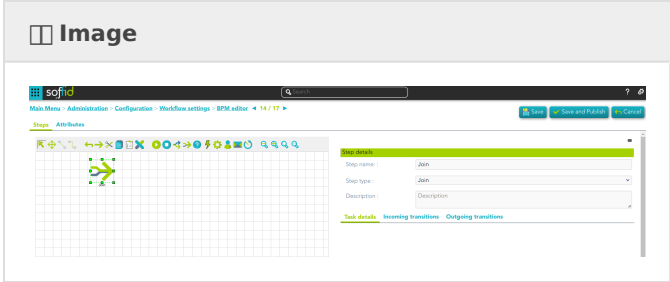 Image
soffid
Search
?
Main Menu > Administration > Configuration > Workflow settings > BPM editor ◄ 14 / 17 ►
Save
Save and Publish
Cancel
Steps Attributes
Step details
Step name : Join
Step type : Join
Description : Description
Task details Incoming transitions Outgoing transitions